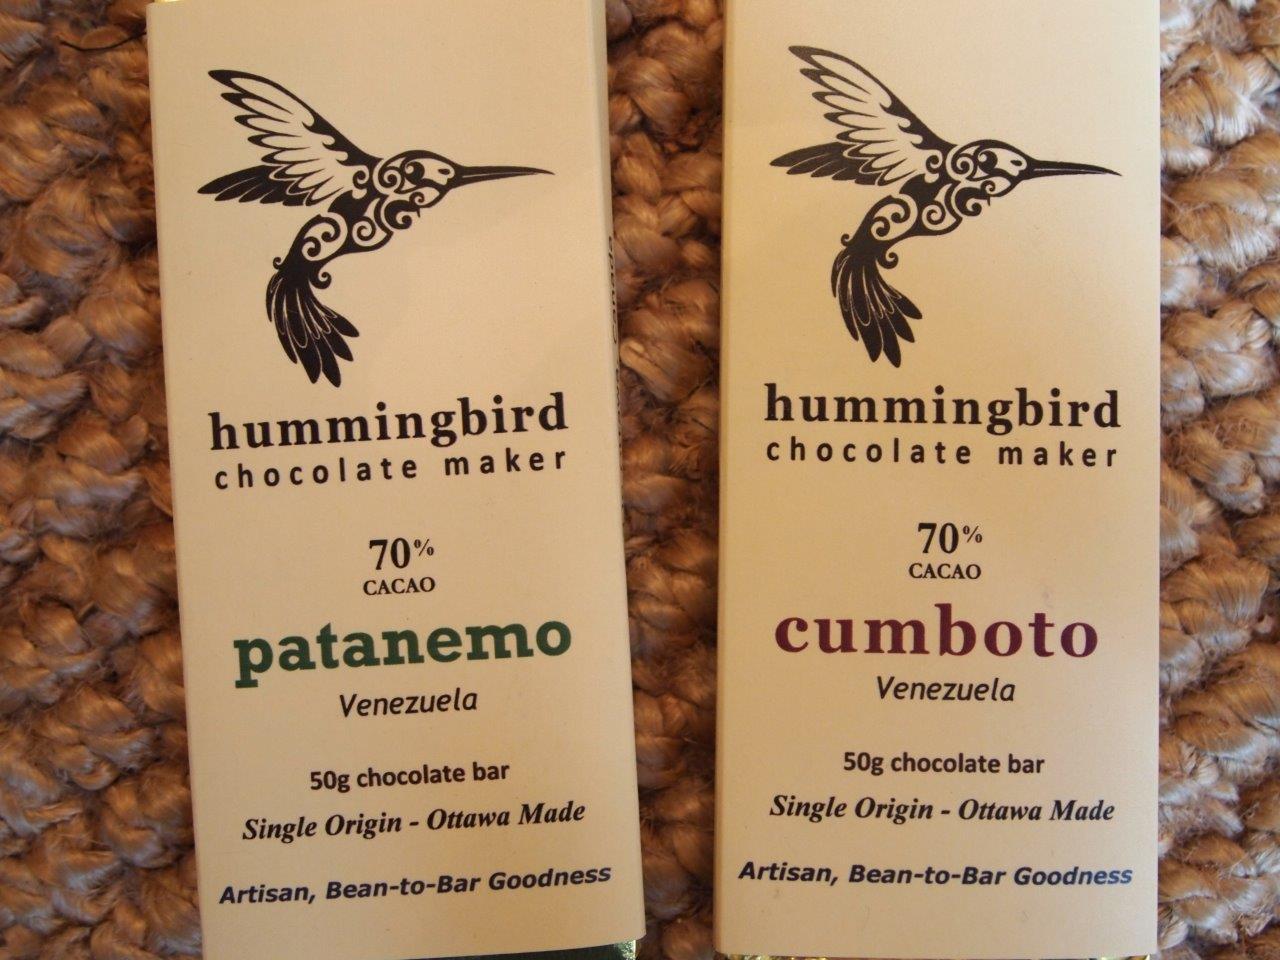 hummingbird
chocolate maker
70%
CACAO
patanemo
Venezuela
50g chocolate bar
Single Origin - Ottawa Made
Artisan, Bean-to-Bar Goodness
hummingbird
chocolate maker
70%
CACAO
cumboto
Venezuela
50g chocolate bar
Single Origin - Ottawa Made
Artisan, Bean-to-Bar Goodness